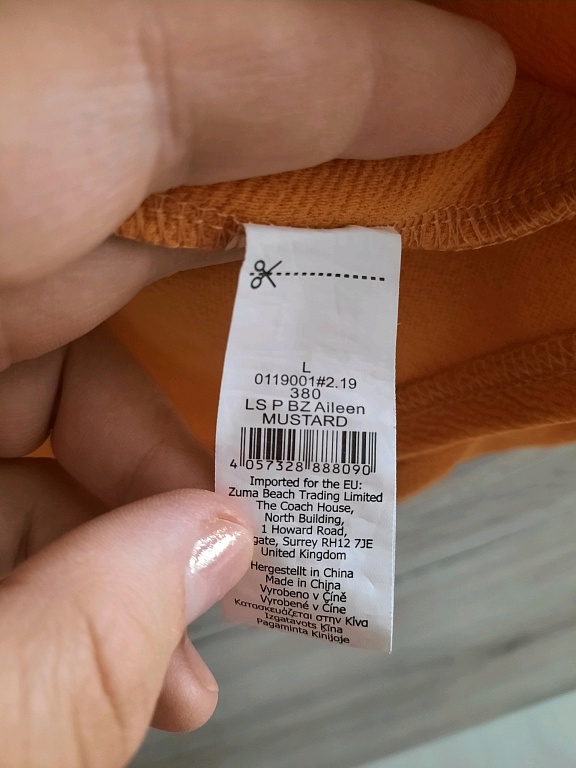 L
0119001#2.19
380
LS P BZ Aileen
MUSTARD
4 057328 888090
Imported for the EU:
Zuma Beach Trading Limited
The Coach House,
North Building,
1 Howard Road,
Surrey RH12 7JE
United Kingdom
Hergestellt in China
Made in China
Vyrobeno v Číně
Vyrobené v Číne
Κατασκευάζεται στην Κίνα
Izgatavots Ķīna
Pagaminta Kinijoje